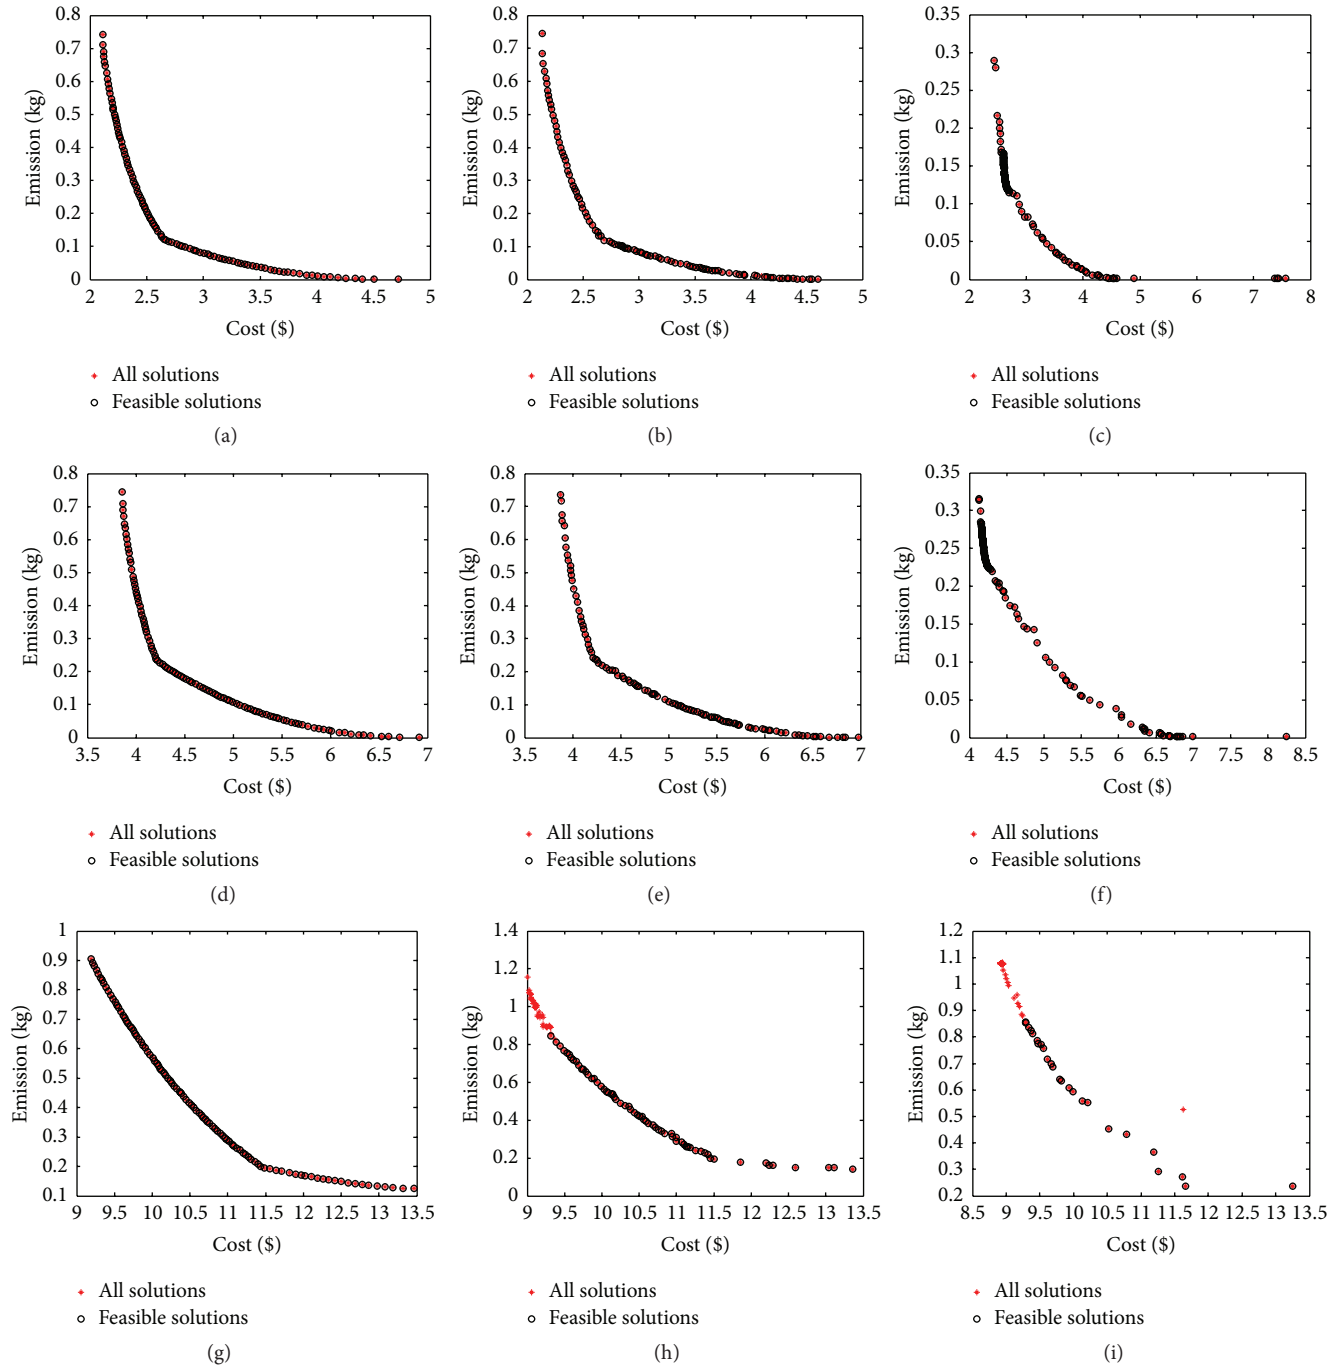 0.8
0.7
0.6
0.5
0.4
0.3
0.2
0.1
0
Emission (kg)
2 2.5 3 3.5 4 4.5 5
Cost ($)
All solutions
Feasible solutions
(a)
0.8
0.7
0.6
0.5
0.4
0.3
0.2
0.1
0
Emission (kg)
2 2.5 3 3.5 4 4.5 5
Cost ($)
All solutions
Feasible solutions
(b)
0.35
0.3
0.25
0.2
0.15
0.1
0.05
0
Emission (kg)
2 3 4 5 6 7 8
Cost ($)
All solutions
Feasible solutions
(c)
0.8
0.7
0.6
0.5
0.4
0.3
0.2
0.1
0
Emission (kg)
3.5 4 4.5 5 5.5 6 6.5 7
Cost ($)
All solutions
Feasible solutions
(d)
0.8
0.7
0.6
0.5
0.4
0.3
0.2
0.1
0
Emission (kg)
3.5 4 4.5 5 5.5 6 6.5 7
Cost ($)
All solutions
Feasible solutions
(e)
0.35
0.3
0.25
0.2
0.15
0.1
0.05
0
Emission (kg)
4 4.5 5 5.5 6 6.5 7 7.5 8 8.5
Cost ($)
All solutions
Feasible solutions
(f)
1
0.9
0.8
0.7
0.6
0.5
0.4
0.3
0.2
0.1
Emission (kg)
9 9.5 10 10.5 11 11.5 12 12.5 13 13.5
Cost ($)
All solutions
Feasible solutions
(g)
1.4
1.2
1
0.8
0.6
0.4
0.2
0
Emission (kg)
9 9.5 10 10.5 11 11.5 12 12.5 13 13.5
Cost ($)
All solutions
Feasible solutions
(h)
1.2
1.1
1
0.9
0.8
0.7
0.6
0.5
0.4
0.3
0.2
Emission (kg)
8.5 9 9.5 10 10.5 11 11.5 12 12.5 13 13.5
Cost ($)
All solutions
Feasible solutions
(i)